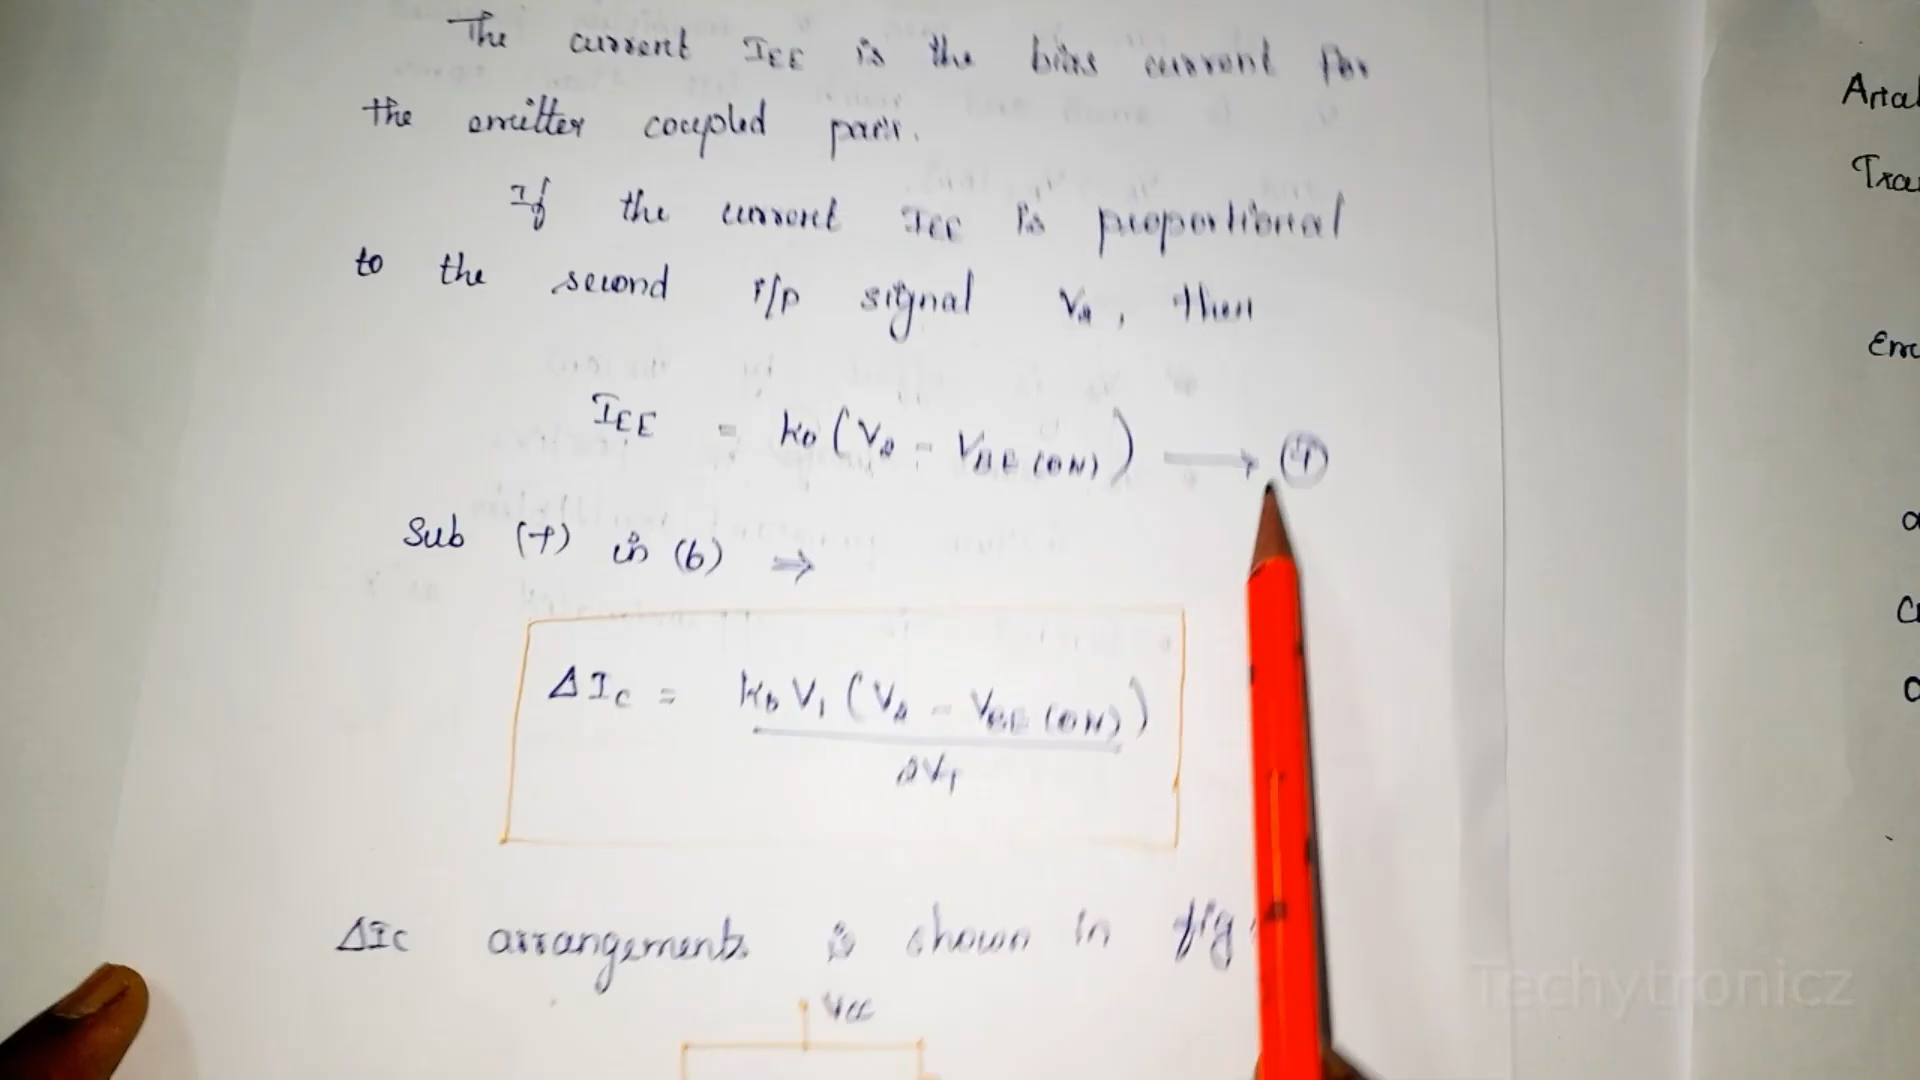 The current IEE is the bias current for
the emitter coupled pair.
If the current IEE is proportional
to the second i/p signal V2, then
IEE = K0 (V2 - VBE (ON)) → (7)
Sub (7) in (6) ⇒
ΔIC = K0 V1 (V2 - VBE (ON)) / 2VT
ΔIC arrangements is shown in fig.
VCC
Techytronicz